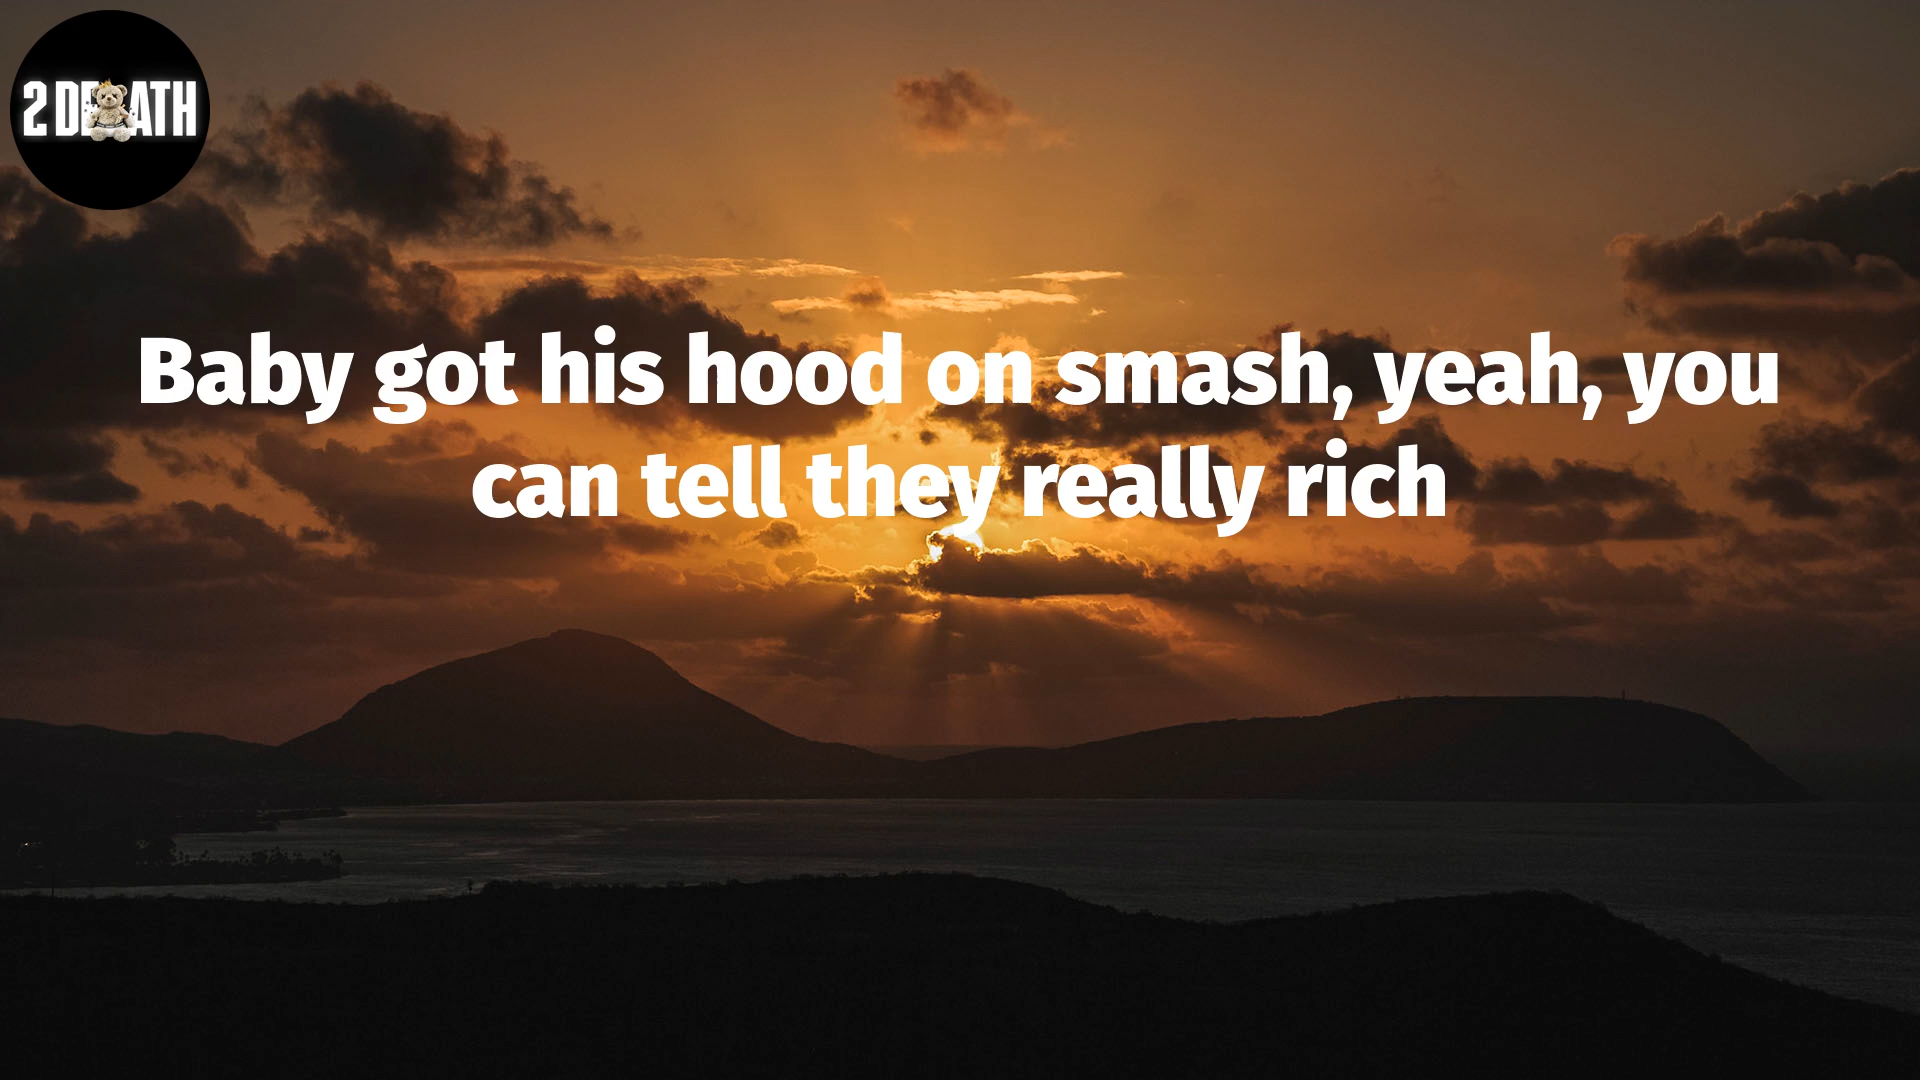 2 DEATH
Baby got his hood on smash, yeah, you
can tell they really rich